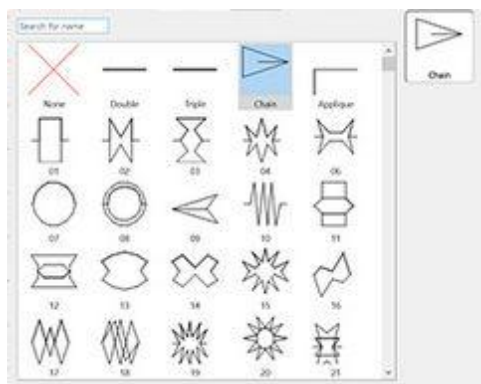 Search for name
None Double Triple Chain Applique
01 02 03 04 06
07 08 09 10 11
12 13 14 15 16
17 18 19 20 21
Chain